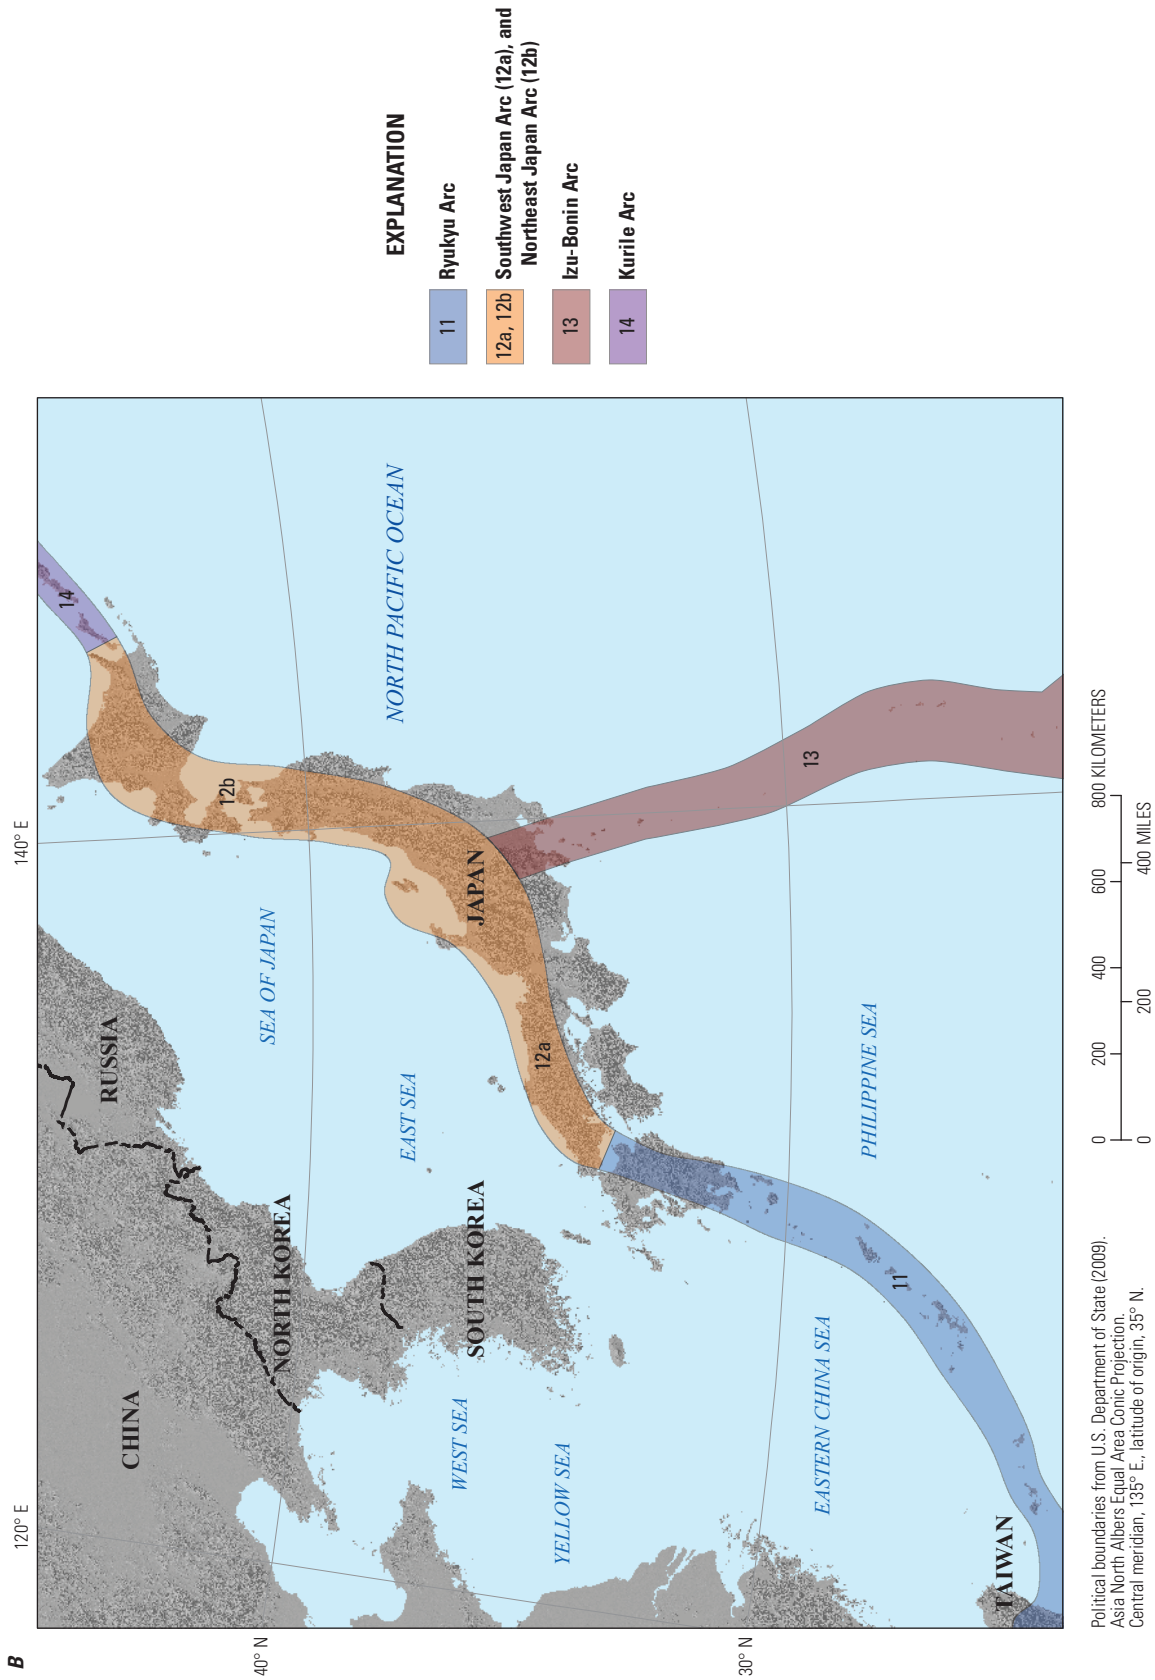 B
120° E
140° E
40° N
30° N
CHINA
RUSSIA
NORTH KOREA
SOUTH KOREA
JAPAN
TAIWAN
SEA OF JAPAN
EAST SEA
WEST SEA
YELLOW SEA
EASTERN CHINA SEA
PHILIPPINE SEA
NORTH PACIFIC OCEAN
14
12b
12a
13
11
EXPLANATION
11 Ryukyu Arc
12a, 12b Southwest Japan Arc (12a), and
Northeast Japan Arc (12b)
13 Izu-Bonin Arc
14 Kurile Arc
Political boundaries from U.S. Department of State (2009).
Asia North Albers Equal Area Conic Projection.
Central meridian, 135° E., latitude of origin, 35° N.
0 200 400 600 800 KILOMETERS
0 200 400 MILES